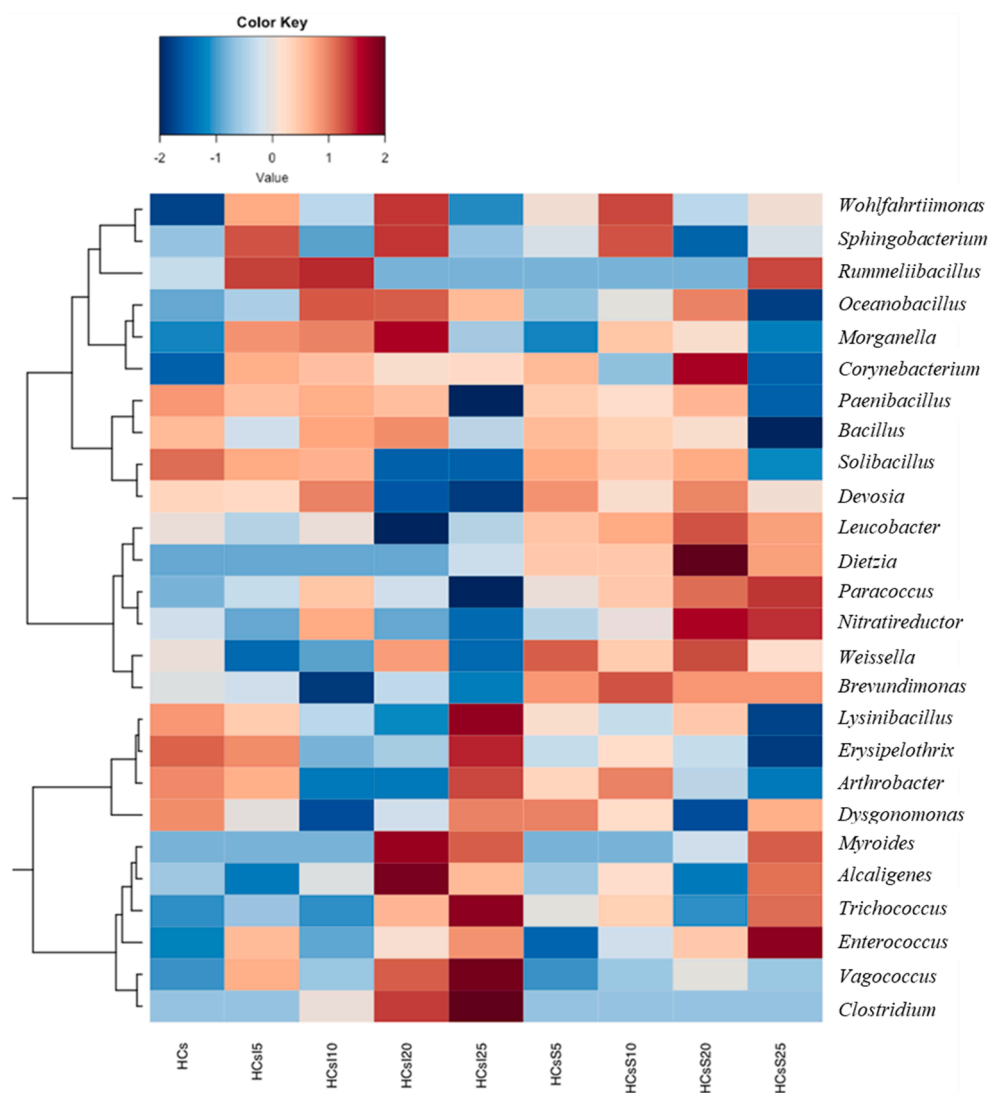 Color Key
-2 -1 0 1 2
Value
Wohlfahrtiimonas
Sphingobacterium
Rummeliibacillus
Oceanobacillus
Morganella
Corynebacterium
Paenibacillus
Bacillus
Solibacillus
Devosia
Leucobacter
Dietzia
Paracoccus
Nitratireductor
Weissella
Brevundimonas
Lysinibacillus
Erysipelothrix
Arthrobacter
Dysgonomonas
Myroides
Alcaligenes
Trichococcus
Enterococcus
Vagococcus
Clostridium
HCs HCsI5 HCsI10 HCsI20 HCsI25 HCsS5 HCsS10 HCsS20 HCsS25